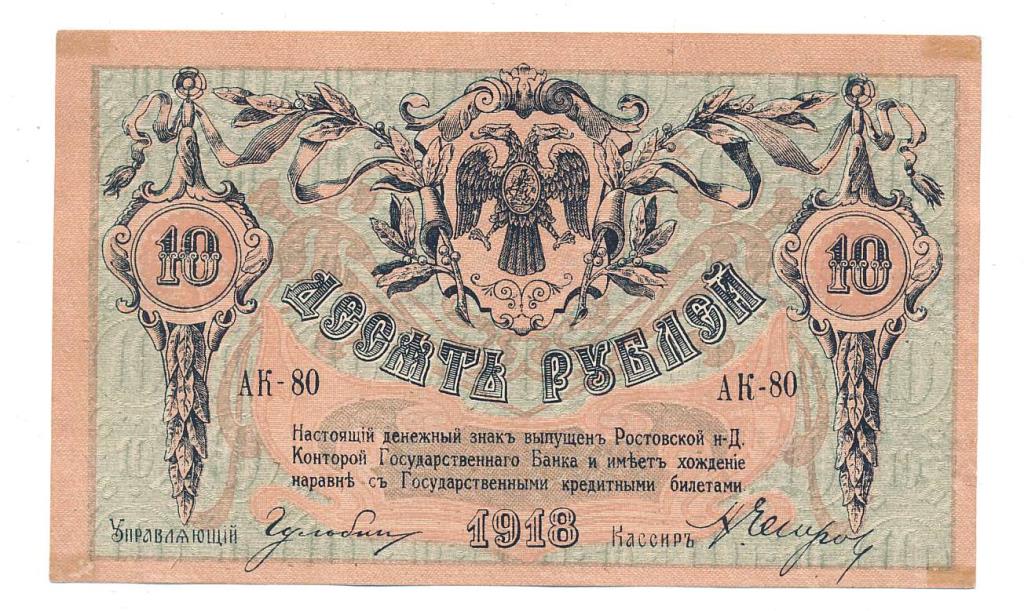 10 10
ДЕСЯТЬ РУБЛЕЙ
АК-80 АК-80
Настоящій денежный знакъ выпущенъ Ростовской н-Д.
Конторой Государственнаго Банка и имѣетъ хожденіе
наравнѣ съ Государственными кредитными билетами.
Управляющій Гульбин 1918 Кассиръ